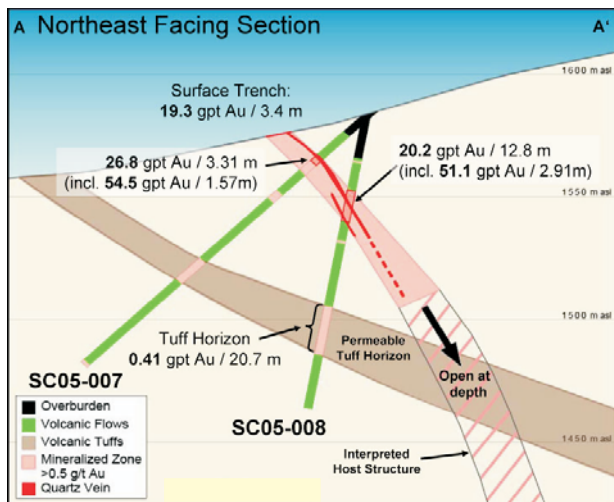 A Northeast Facing Section A'
1600 m asl
Surface Trench:
19.3 gpt Au / 3.4 m
26.8 gpt Au / 3.31 m
(incl. 54.5 gpt Au / 1.57m)
20.2 gpt Au / 12.8 m
(incl. 51.1 gpt Au / 2.91m)
1550 m asl
1500 m asl
Tuff Horizon
0.41 gpt Au / 20.7 m
Permeable
Tuff Horizon
Open at
depth
SC05-007
SC05-008
1450 m asl
Interpreted
Host Structure
Overburden
Volcanic Flows
Volcanic Tuffs
Mineralized Zone
>0.5 g/t Au
Quartz Vein